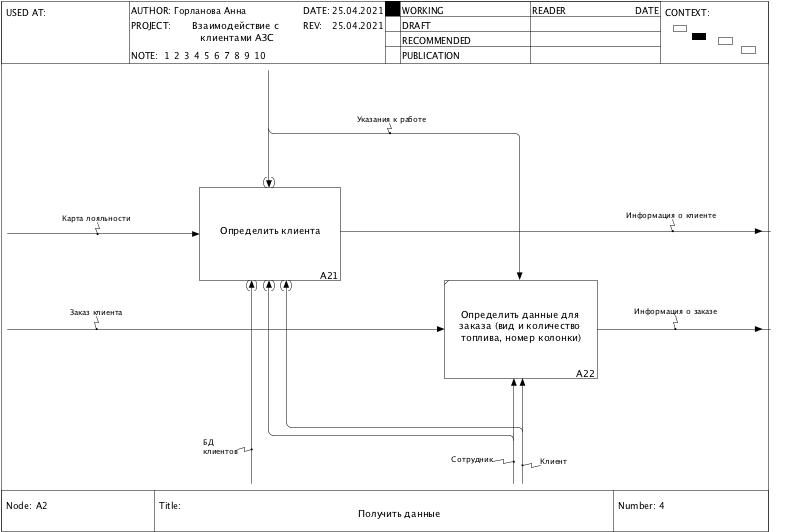 USED AT:
AUTHOR: Горланова Анна
DATE: 25.04.2021
PROJECT: Взаимодействие с
клиентами АЗС
REV: 25.04.2021
NOTE: 1 2 3 4 5 6 7 8 9 10
WORKING
DRAFT
RECOMMENDED
PUBLICATION
READER DATE
CONTEXT:
Указания к работе
Карта лояльности
Определить клиента
A21
Информация о клиенте
Заказ клиента
Определить данные для
заказа (вид и количество
топлива, номер колонки)
A22
Информация о заказе
БД
клиентов
Сотрудник
Клиент
Node: A2
Title:
Получить данные
Number: 4